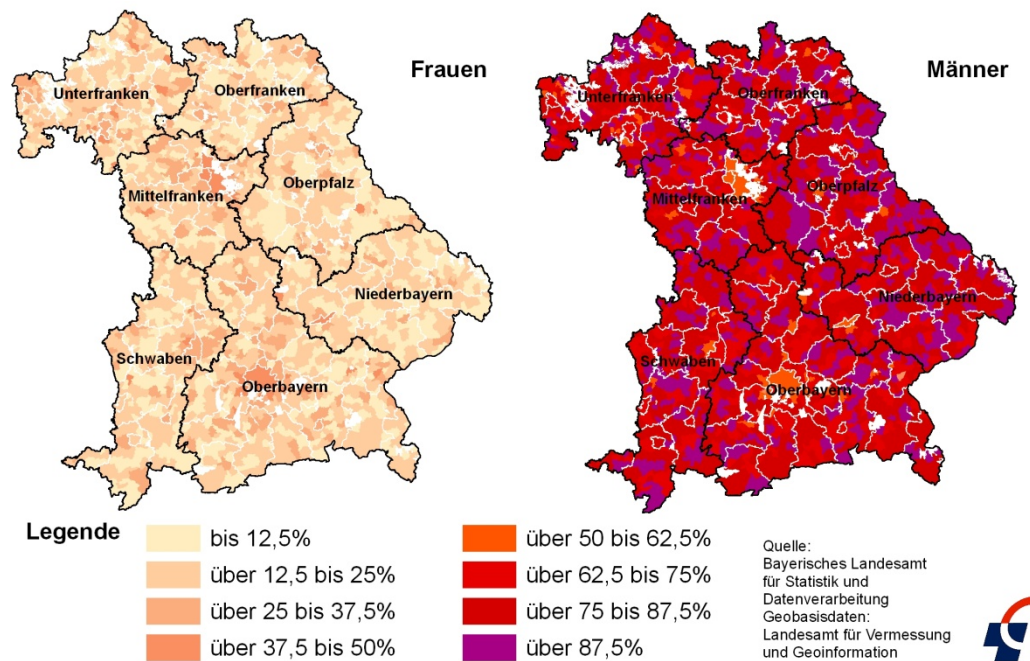 Frauen
Unterfranken
Oberfranken
Mittelfranken
Oberpfalz
Niederbayern
Schwaben
Oberbayern
Männer
Unterfranken
Oberfranken
Mittelfranken
Oberpfalz
Niederbayern
Schwaben
Oberbayern
Legende
bis 12,5%
über 12,5 bis 25%
über 25 bis 37,5%
über 37,5 bis 50%
über 50 bis 62,5%
über 62,5 bis 75%
über 75 bis 87,5%
über 87,5%
Quelle:
Bayerisches Landesamt
für Statistik und
Datenverarbeitung
Geobasisdaten:
Landesamt für Vermessung
und Geoinformation